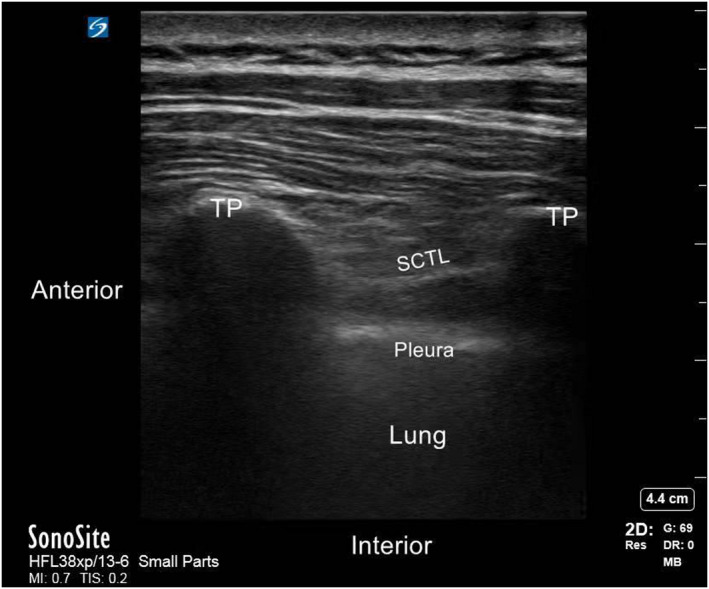 TP
TP
SCTL
Anterior
Pleura
Lung
4.4 cm
SonoSite
HFL38xp/13-6 Small Parts
MI: 0.7 TIS: 0.2
Interior
2D: G: 69
Res DR: 0
MB